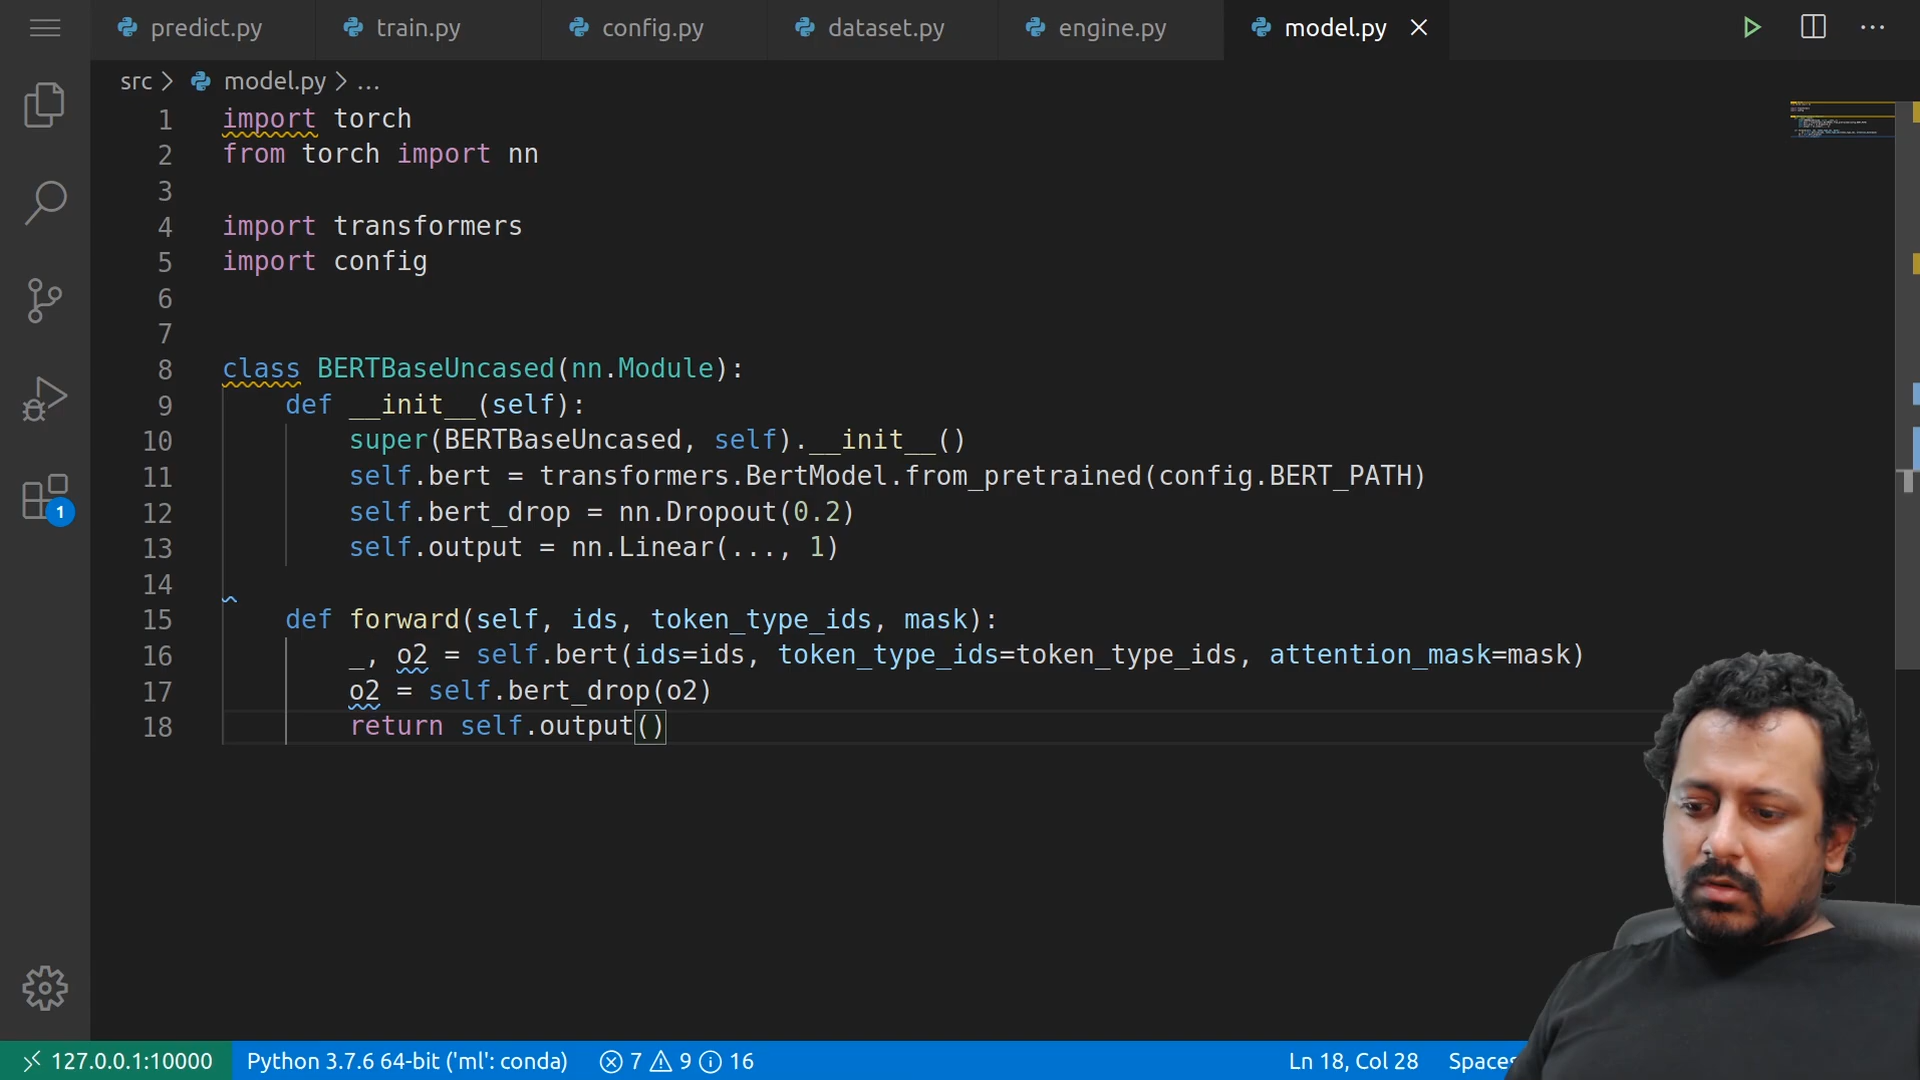 predict.py train.py config.py dataset.py engine.py model.py
src > model.py > ...
1 import torch
2 from torch import nn
3
4 import transformers
5 import config
6
7
8 class BERTBaseUncased(nn.Module):
9 def __init__(self):
10 super(BERTBaseUncased, self).__init__()
11 self.bert = transformers.BertModel.from_pretrained(config.BERT_PATH)
12 self.bert_drop = nn.Dropout(0.2)
13 self.output = nn.Linear(..., 1)
14
15 def forward(self, ids, token_type_ids, mask):
16 _, o2 = self.bert(ids=ids, token_type_ids=token_type_ids, attention_mask=mask)
17 o2 = self.bert_drop(o2)
18 return self.output()
1
127.0.0.1:10000 Python 3.7.6 64-bit ('ml': conda) 7 9 16 Ln 18, Col 28 Spaces